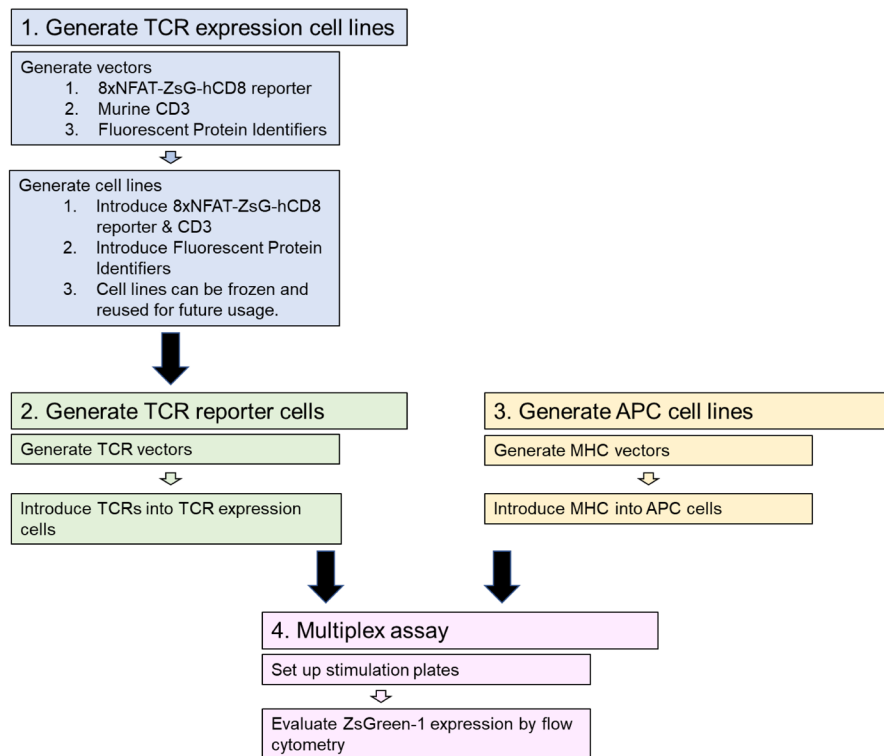 1. Generate TCR expression cell lines
Generate vectors
1. 8xNFAT-ZsG-hCD8 reporter
2. Murine CD3
3. Fluorescent Protein Identifiers
Generate cell lines
1. Introduce 8xNFAT-ZsG-hCD8
reporter & CD3
2. Introduce Fluorescent Protein
Identifiers
3. Cell lines can be frozen and
reused for future usage.
2. Generate TCR reporter cells
Generate TCR vectors
Introduce TCRs into TCR expression
cells
3. Generate APC cell lines
Generate MHC vectors
Introduce MHC into APC cells
4. Multiplex assay
Set up stimulation plates
Evaluate ZsGreen-1 expression by flow
cytometry